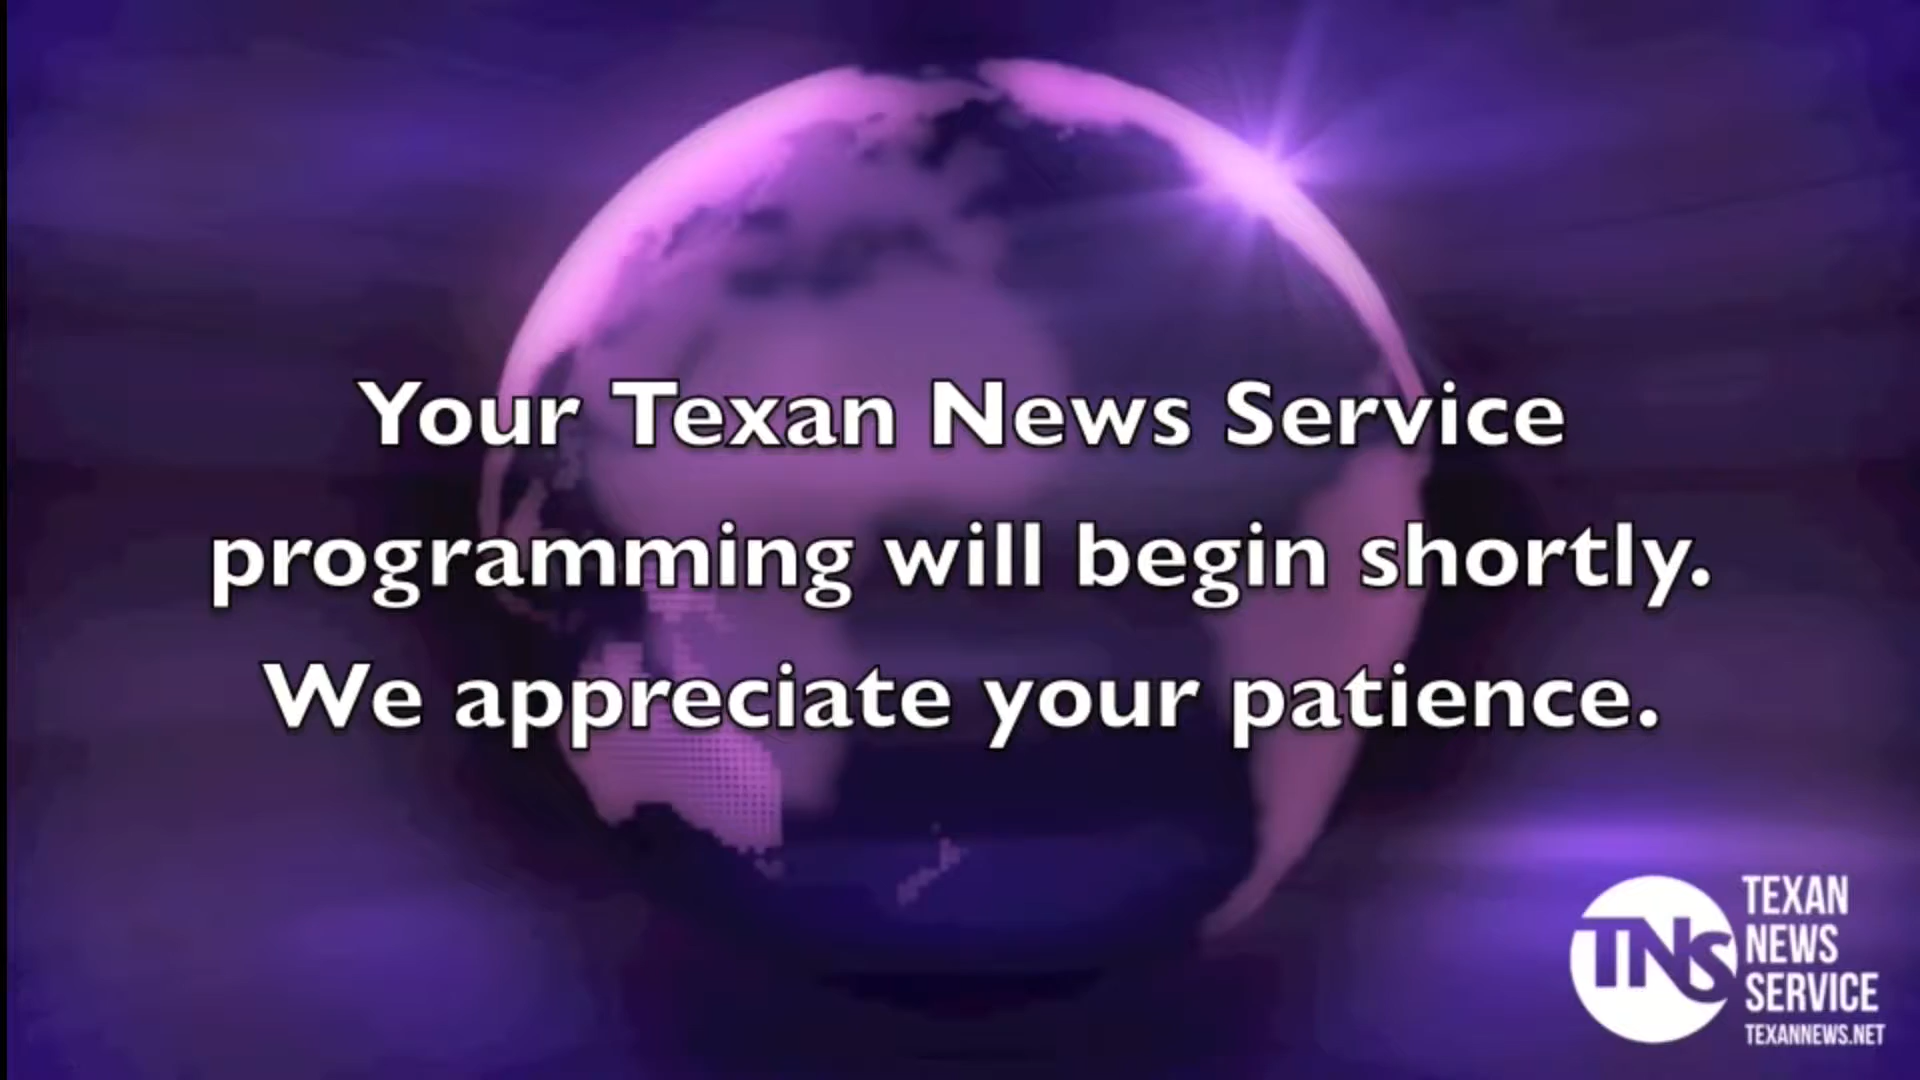 Your Texan News Service
programming will begin shortly.
We appreciate your patience.
TNS
TEXAN
NEWS
SERVICE
TEXANNEWS.NET